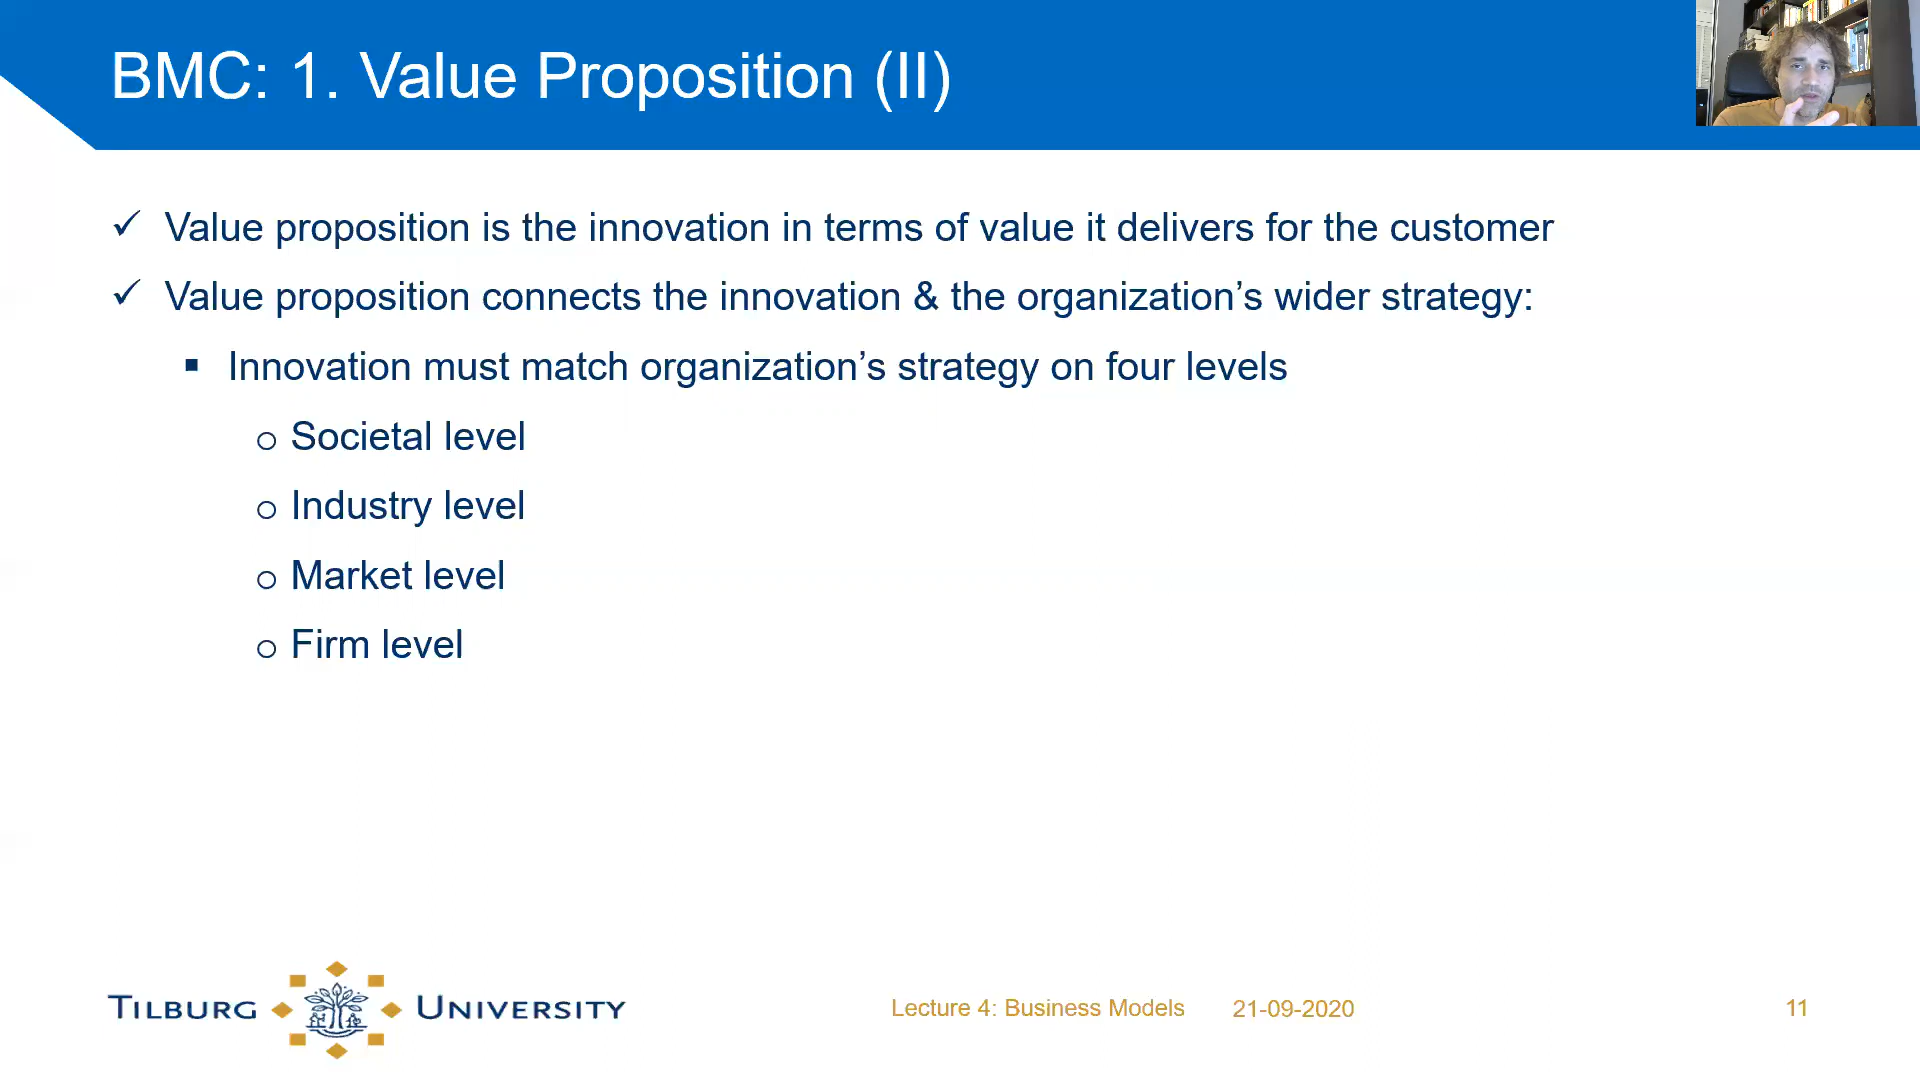 BMC: 1. Value Proposition (II)
✓ Value proposition is the innovation in terms of value it delivers for the customer
✓ Value proposition connects the innovation & the organization’s wider strategy:
▪ Innovation must match organization’s strategy on four levels
o Societal level
o Industry level
o Market level
o Firm level
TILBURG UNIVERSITY
Lecture 4: Business Models 21-09-2020 11